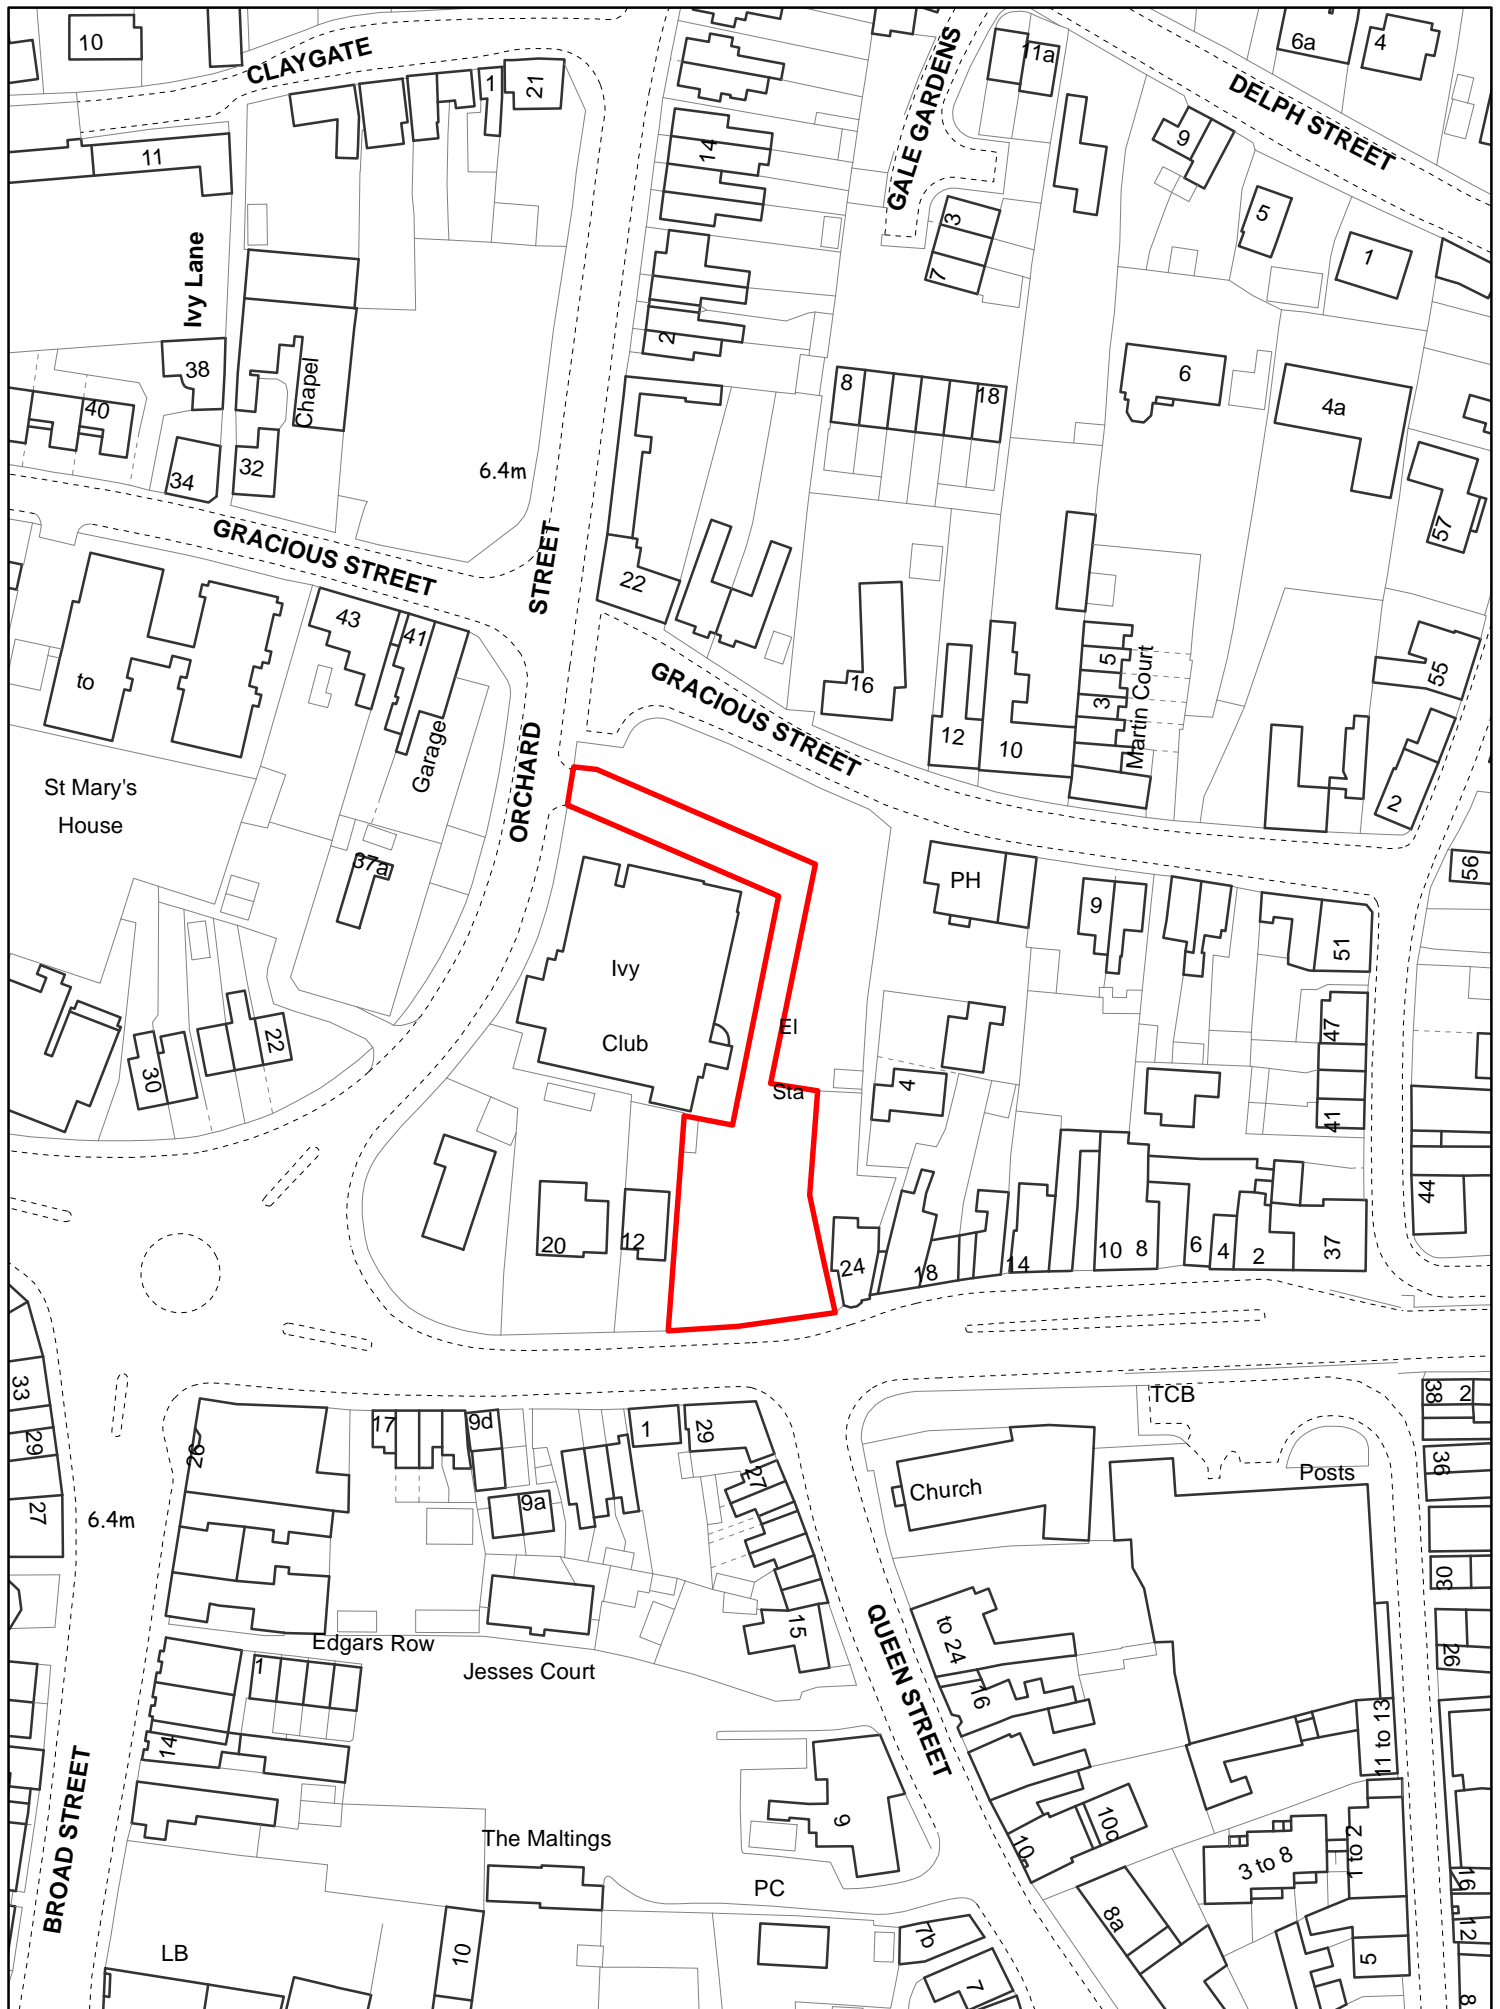 10
CLAYGATE
1
21
11a
6a
4
GALE GARDENS
DELPH STREET
11
14
9
3
5
7
1
Ivy Lane
38
Chapel
2
40
8
18
6
4a
34
32
6.4m
57
GRACIOUS STREET
STREET
22
43
41
to
Garage
GRACIOUS STREET
16
12
10
5
3
Martin Court
55
2
St Mary's
House
ORCHARD
37a
PH
9
51
56
Ivy
Club
El
Sta
47
41
4
30
22
44
20
12
24
18
14
10
8
6
4
2
37
33
29
27
26
6.4m
17
9d
9a
1
29
27
15
Church
TCB
Posts
38
2
36
30
26
QUEEN STREET
to 24
16
Edgars Row
Jesses Court
1
14
BROAD STREET
11 to 13
9
10
10c
3 to 8
1 to 2
The Maltings
PC
LB
10
7b
7
8a
5
16
12
8